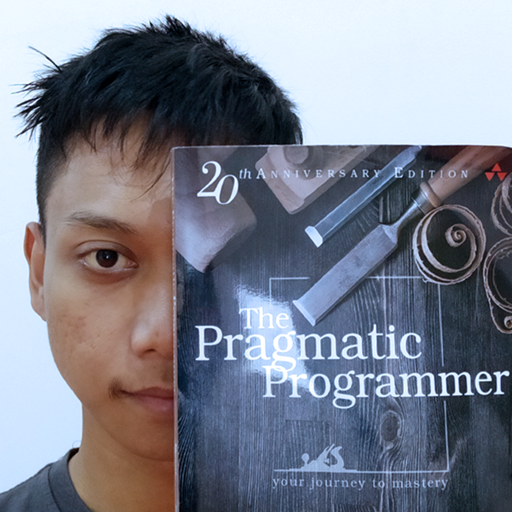 20th ANNIVERSARY EDITION
The
Pragmatic
Programmer
your journey to mastery